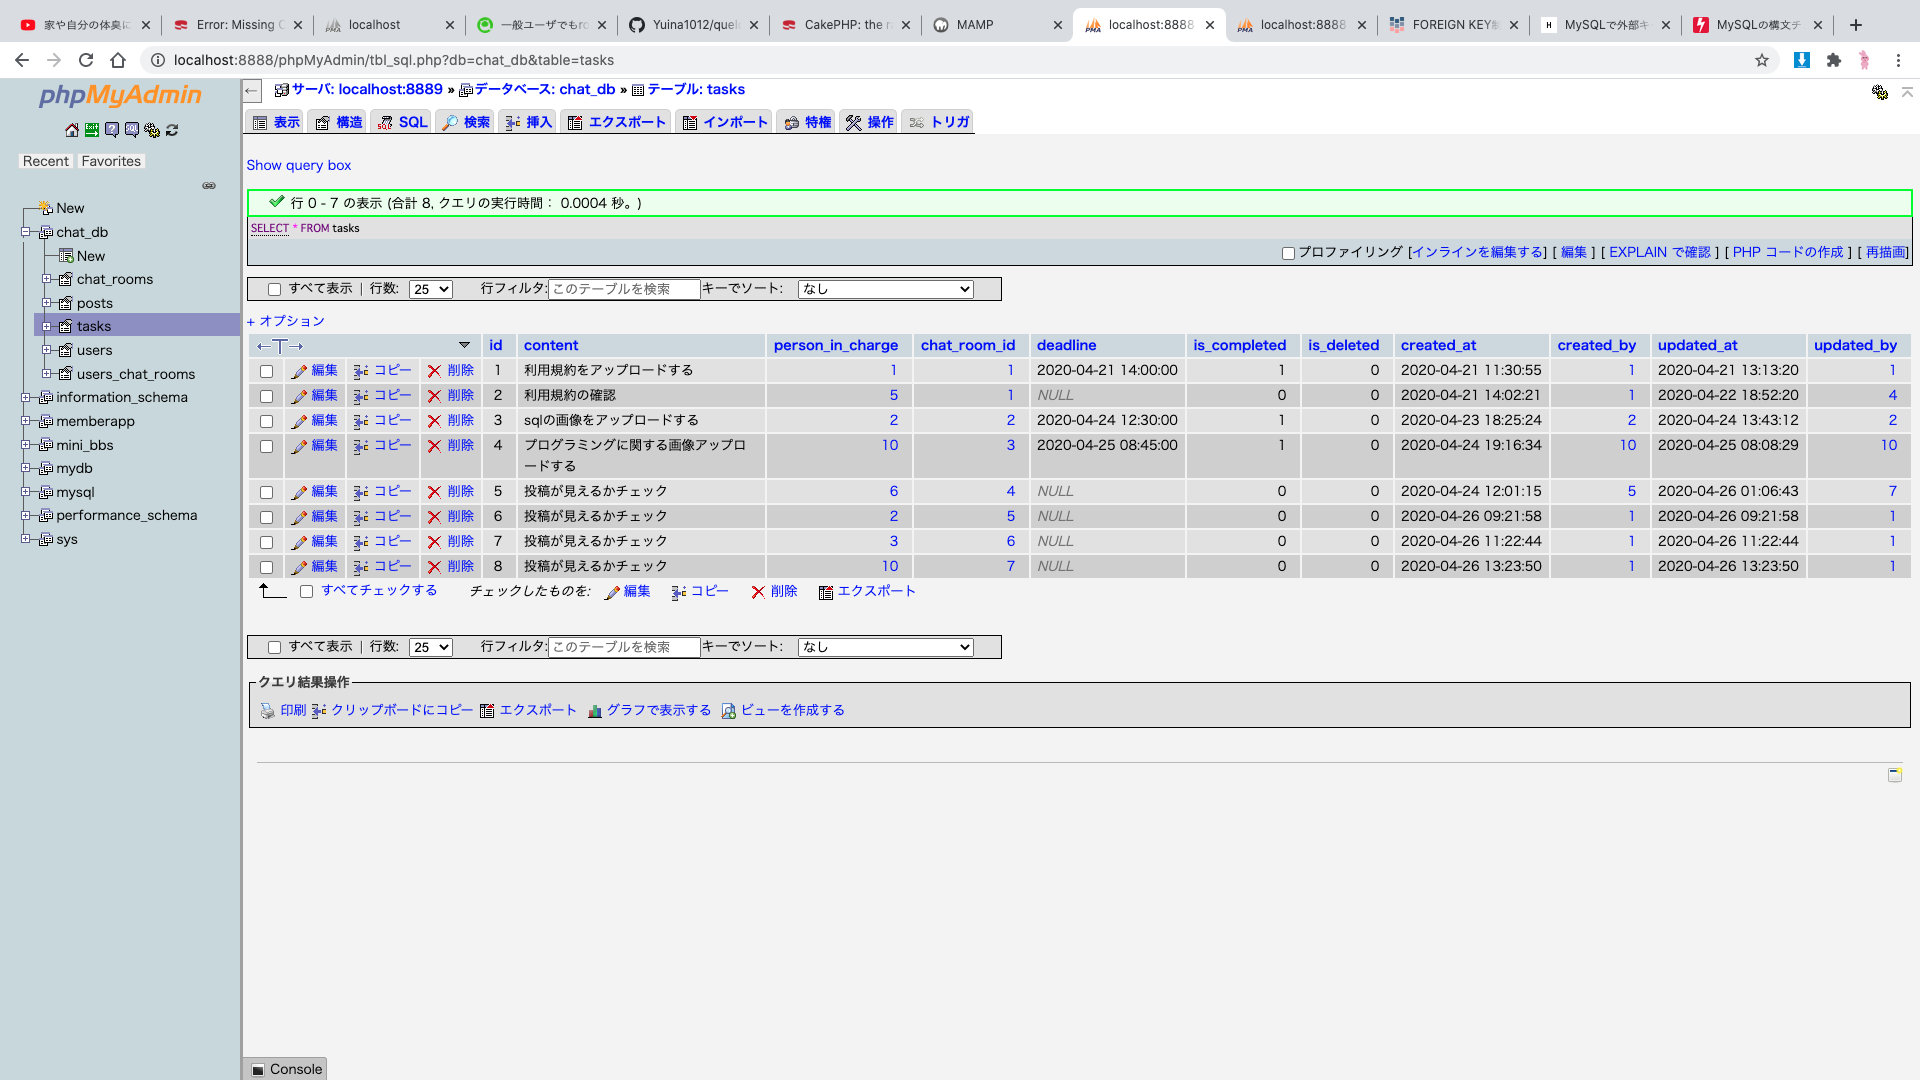 家や自分の体臭に
Error: Missing C
localhost
一般ユーザでもro
Yuina1012/quel
CakePHP: the r
MAMP
localhost:8888
localhost:8888
FOREIGN KEY制
MySQLで外部キ
MySQLの構文チ
localhost:8888/phpMyAdmin/tbl_sql.php?db=chat_db&table=tasks
phpMyAdmin
Recent Favorites
New
chat_db
New
chat_rooms
posts
tasks
users
users_chat_rooms
information_schema
memberapp
mini_bbs
mydb
mysql
performance_schema
sys
サーバ: localhost:8889 » データベース: chat_db » テーブル: tasks
表示 構造 SQL 検索 挿入 エクスポート インポート 特権 操作 トリガ
Show query box
行 0 - 7 の表示 (合計 8, クエリの実行時間： 0.0004 秒。)
SELECT * FROM tasks
プロファイリング [インラインを編集する] [ 編集 ] [ EXPLAIN で確認 ] [ PHP コードの作成 ] [ 再描画]
すべて表示 | 行数: 25 行フィルタ: このテーブルを検索 キーでソート: なし
+ オプション
←T→ id content person_in_charge chat_room_id deadline is_completed is_deleted created_at created_by updated_at updated_by
編集 コピー 削除 1 利用規約をアップロードする 1 1 2020-04-21 14:00:00 1 0 2020-04-21 11:30:55 1 2020-04-21 13:13:20 1
編集 コピー 削除 2 利用規約の確認 5 1 NULL 0 0 2020-04-21 14:02:21 1 2020-04-22 18:52:20 4
編集 コピー 削除 3 sqlの画像をアップロードする 2 2 2020-04-24 12:30:00 1 0 2020-04-23 18:25:24 2 2020-04-24 13:43:12 2
編集 コピー 削除 4 プログラミングに関する画像アップロ 10 3 2020-04-25 08:45:00 1 0 2020-04-24 19:16:34 10 2020-04-25 08:08:29 10
ードする
編集 コピー 削除 5 投稿が見えるかチェック 6 4 NULL 0 0 2020-04-24 12:01:15 5 2020-04-26 01:06:43 7
編集 コピー 削除 6 投稿が見えるかチェック 2 5 NULL 0 0 2020-04-26 09:21:58 1 2020-04-26 09:21:58 1
編集 コピー 削除 7 投稿が見えるかチェック 3 6 NULL 0 0 2020-04-26 11:22:44 1 2020-04-26 11:22:44 1
編集 コピー 削除 8 投稿が見えるかチェック 10 7 NULL 0 0 2020-04-26 13:23:50 1 2020-04-26 13:23:50 1
すべてチェックする チェックしたものを: 編集 コピー 削除 エクスポート
すべて表示 | 行数: 25 行フィルタ: このテーブルを検索 キーでソート: なし
クエリ結果操作
印刷 クリップボードにコピー エクスポート グラフで表示する ビューを作成する
Console